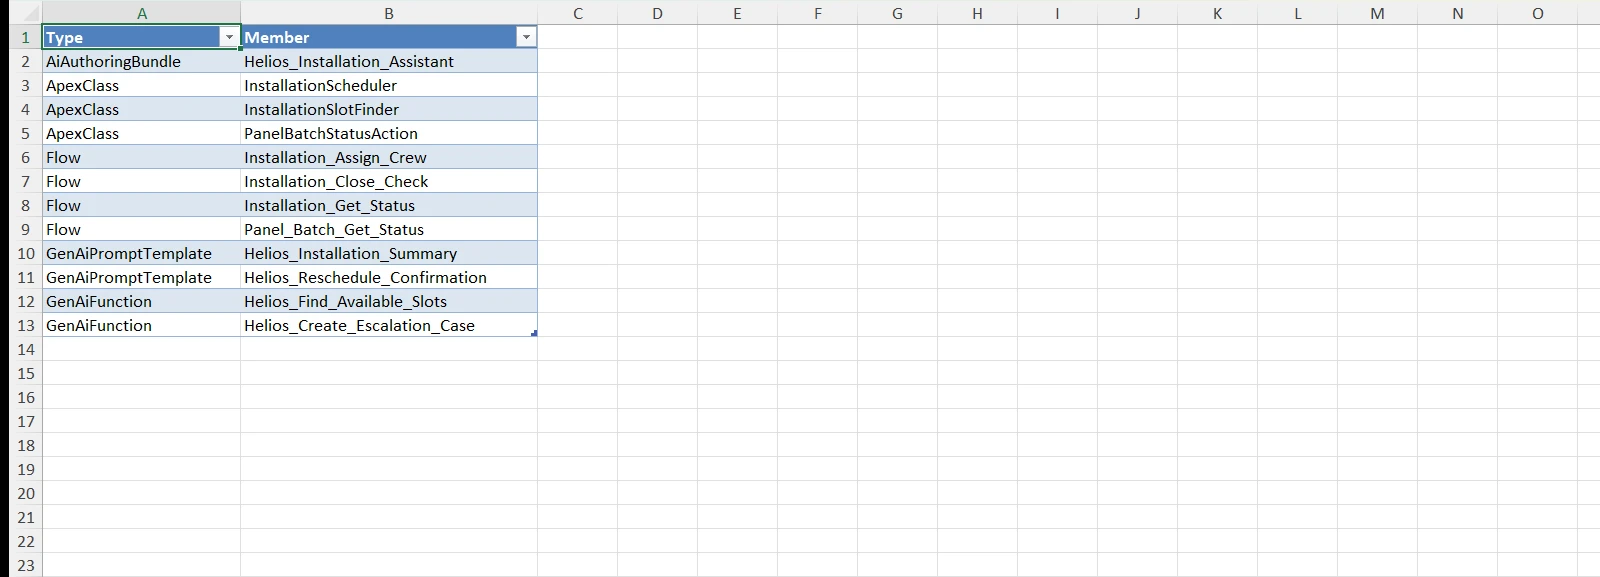 A B C D E F G H I J K L M N O
1 Type Member
2 AiAuthoringBundle Helios_Installation_Assistant
3 ApexClass InstallationScheduler
4 ApexClass InstallationSlotFinder
5 ApexClass PanelBatchStatusAction
6 Flow Installation_Assign_Crew
7 Flow Installation_Close_Check
8 Flow Installation_Get_Status
9 Flow Panel_Batch_Get_Status
10 GenAiPromptTemplate Helios_Installation_Summary
11 GenAiPromptTemplate Helios_Reschedule_Confirmation
12 GenAiFunction Helios_Find_Available_Slots
13 GenAiFunction Helios_Create_Escalation_Case
14
15
16
17
18
19
20
21
22
23